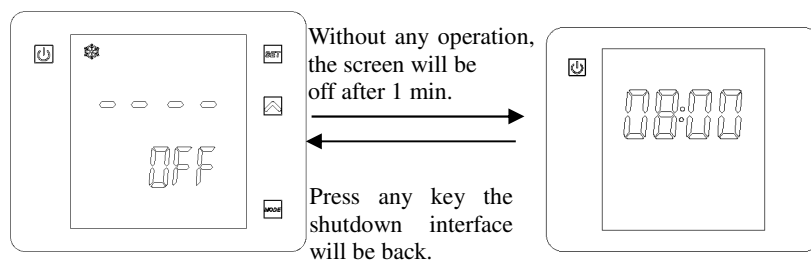 SET
- - - -
OFF
MODE
Without any operation,
the screen will be
off after 1 min.
Press any key the
shutdown interface
will be back.
08:00